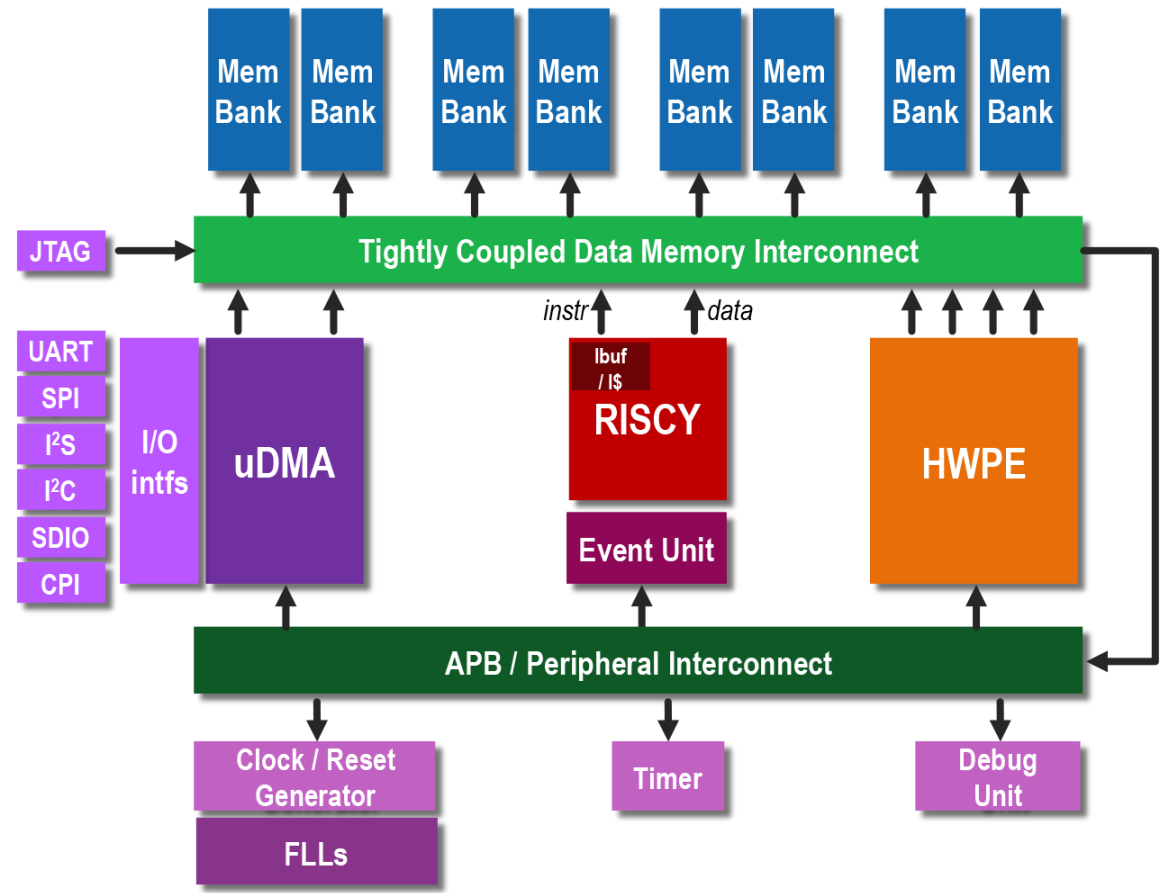 Mem
Bank
Mem
Bank
Mem
Bank
Mem
Bank
Mem
Bank
Mem
Bank
Mem
Bank
Mem
Bank
JTAG
Tightly Coupled Data Memory Interconnect
instr
data
UART
SPI
I²S
I²C
SDIO
CPI
I/O
intfs
uDMA
Ibuf
/ I$
RISCY
Event Unit
HWPE
APB / Peripheral Interconnect
Clock / Reset
Generator
FLLs
Timer
Debug
Unit